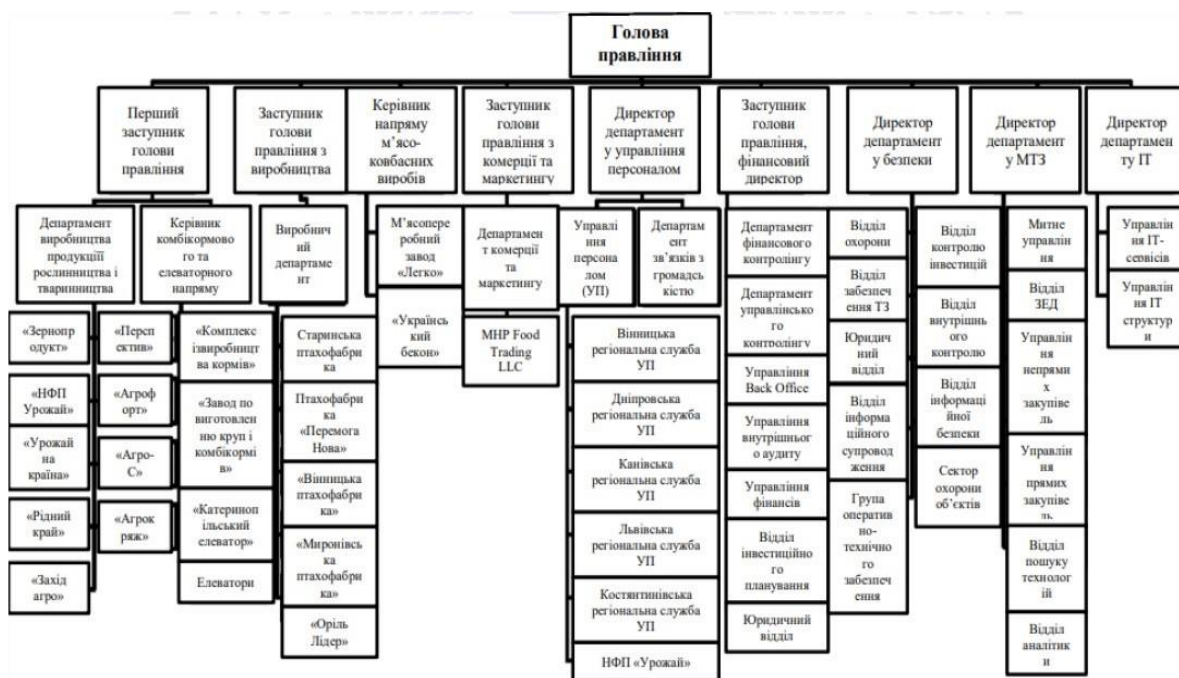 Голова
правління
Перший
заступник
голови
правління
Заступник
голови
правління з
виробництва
Керівник
напряму
м’ясо-
ковбасних
виробів
Заступник
голови
правління з
комерції та
маркетингу
Директор
департамент
у управління
персоналом
Заступник
голови
правління,
фінансовий
директор
Директор
департамент
у безпеки
Директор
департамент
у МТЗ
Директор
департамен
ту ІТ
Департамент
виробництва
продукціїї
рослинництва і
тваринництва
Керівник
комбікормово
го та
елеваторного
напряму
Виробнич
ий
департаме
нт
М’ясопере
робний
завод
«Легко»
«Українсь
кий
бекон»
Департамен
т комерції
та
маркетингу
MHP Food
Trading
LLC
Управлі
ння
персона
лом
(УП)
Департам
ент
зв’язків з
громадсь
кістю
Департамент
фінансового
контролінгу
Департамент
управлінсько
го
контролінгу
Управління
Back Office
Управління
внутрішньог
о аудиту
Управління
фінансів
Відділ
інвестиційно
го
планування
Юридичний
відділ
Відділ
охорони
Відділ
забезпеч
ення ТЗ
Юридич
ний
відділ
Відділ
інформа
ційного
супровод
ження
Група
оператив
но-
технічно
го
забезпеч
ення
Відділ
контролю
інвестицій
Відділ
внутрішнь
ого
контролю
Відділ
інформаці
йної
безпеки
Сектор
охорони
об’єктів
Митне
управлін
ня
Відділ
ЗЕД
Управлін
ня
непрями
х
закупіве
ль
Управлін
ня
прямих
закупіве
ль
Відділ
пошуку
технолог
ій
Відділ
аналітик
и
Управлін
ня ІТ-
сервісів
Управлін
ня ІТ
структур
и
«Зернопр
одукт»
«НФП
Урожай»
«Урожай
на
країна»
«Рідний
край»
«Захід
агро»
«Персп
ектив»
«Агроф
орт»
«Агро-
С»
«Агрок
ряж»
«Комплекс
ізвиробницт
ва кормів»
«Завод по
виготовлен
ню круп і
комбікормі
в»
«Катериноп
ільський
елеватор»
Елеватори
Старинська
птахофабри
ка
Птахофабри
ка
«Перемога
Нова»
«Вінницька
птахофабри
ка»
«Миронівсь
ка
птахофабри
ка»
«Оріль
Лідер»
Вінницька
регіональна служба
УП
Дніпровська
регіональна служба
УП
Канівська
регіональна служба
УП
Львівська
регіональна служба
УП
Костянтинівська
регіональна служба
УП
НФП «Урожай»